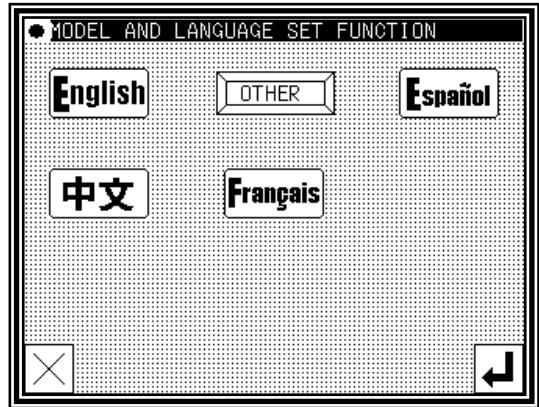 MODEL AND LANGUAGE SET FUNCTION
English OTHER Español
中文 Français